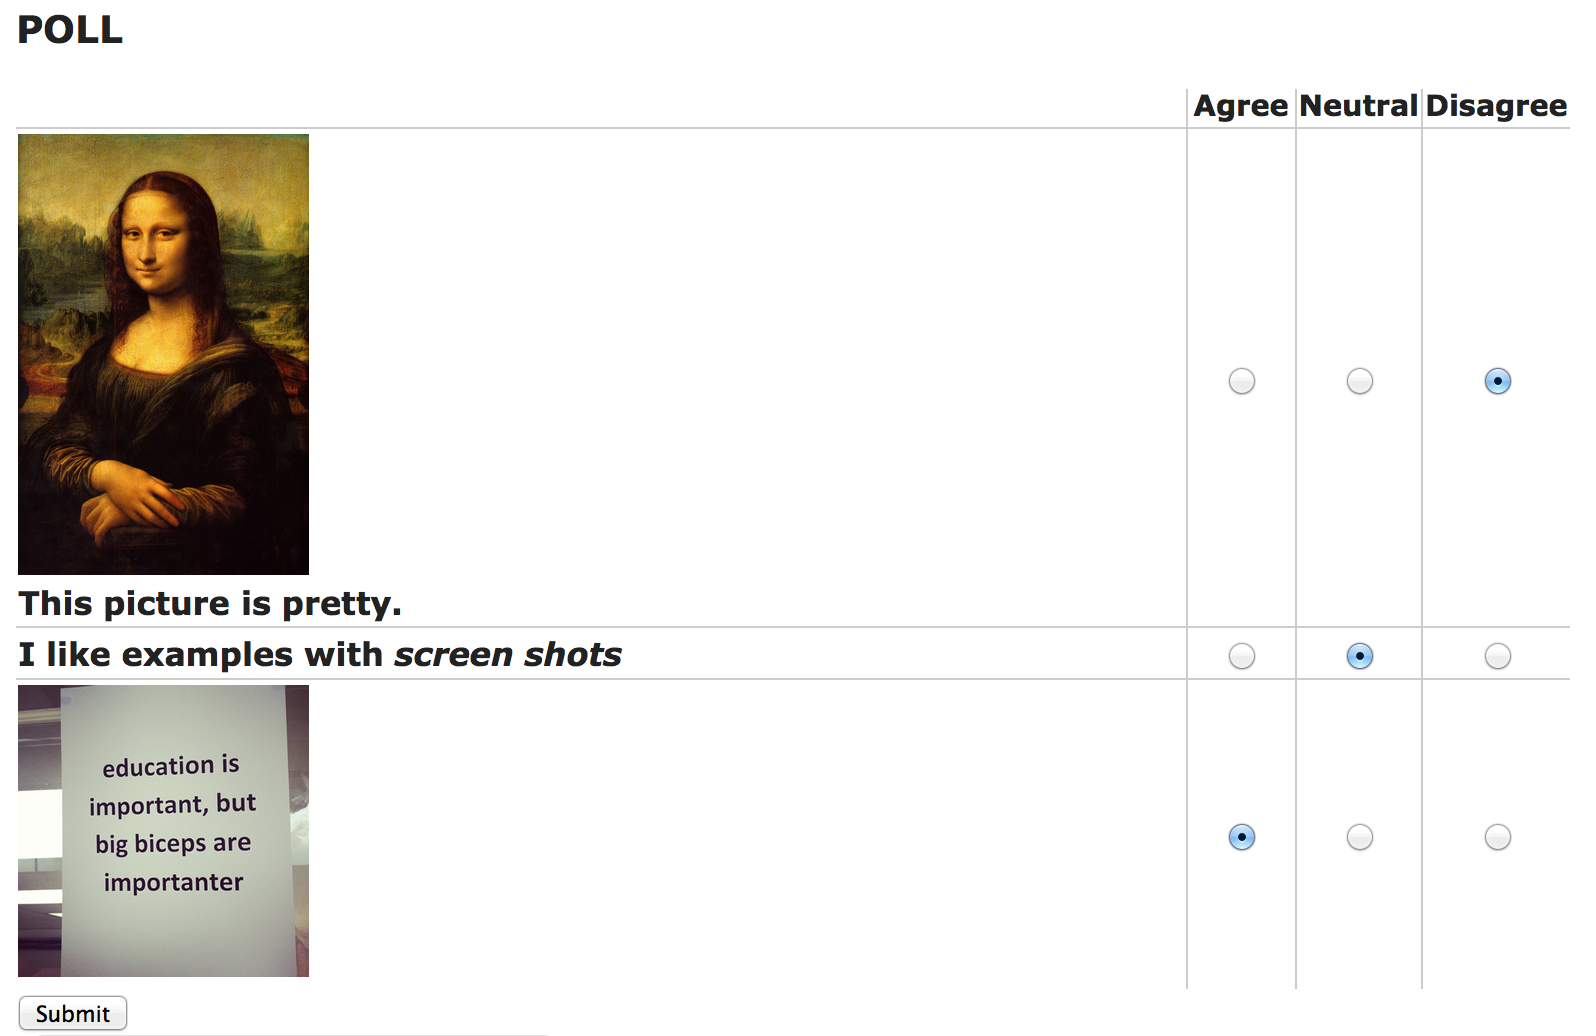 POLL
Agree Neutral Disagree
This picture is pretty.
I like examples with screen shots
education is
important, but
big biceps are
importanter
Submit